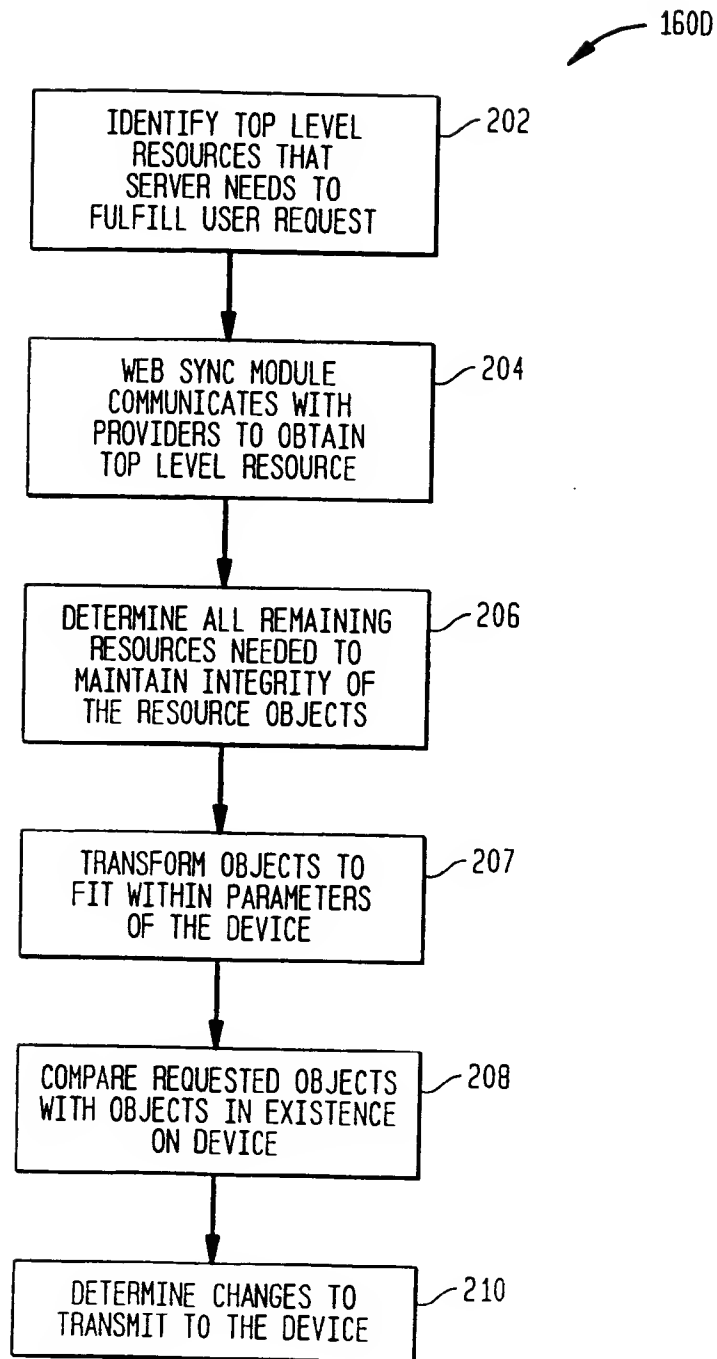 160D
IDENTIFY TOP LEVEL
RESOURCES THAT
SERVER NEEDS TO
FULFILL USER REQUEST
202
WEB SYNC MODULE
COMMUNICATES WITH
PROVIDERS TO OBTAIN
TOP LEVEL RESOURCE
204
DETERMINE ALL REMAINING
RESOURCES NEEDED TO
MAINTAIN INTEGRITY OF
THE RESOURCE OBJECTS
206
TRANSFORM OBJECTS TO
FIT WITHIN PARAMETERS
OF THE DEVICE
207
COMPARE REQUESTED OBJECTS
WITH OBJECTS IN EXISTENCE
ON DEVICE
208
DETERMINE CHANGES TO
TRANSMIT TO THE DEVICE
210